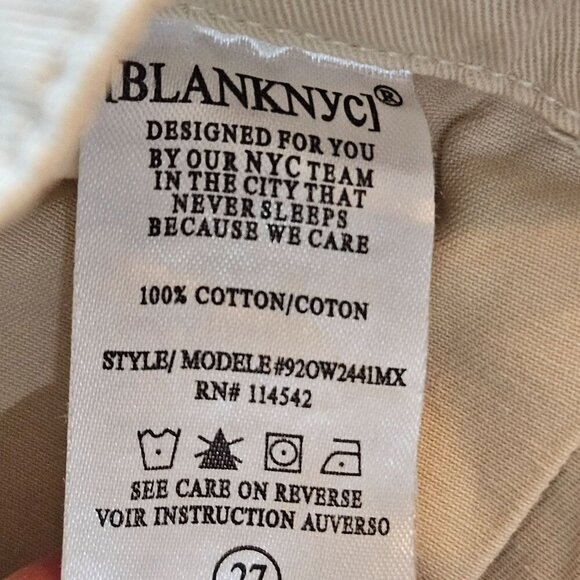 [BLANKNYC]®
DESIGNED FOR YOU
BY OUR NYC TEAM
IN THE CITY THAT
NEVER SLEEPS
BECAUSE WE CARE
100% COTTON/COTON
STYLE/ MODELE#92OW2441MX
RN# 114542
SEE CARE ON REVERSE
VOIR INSTRUCTION AUVERSO
27